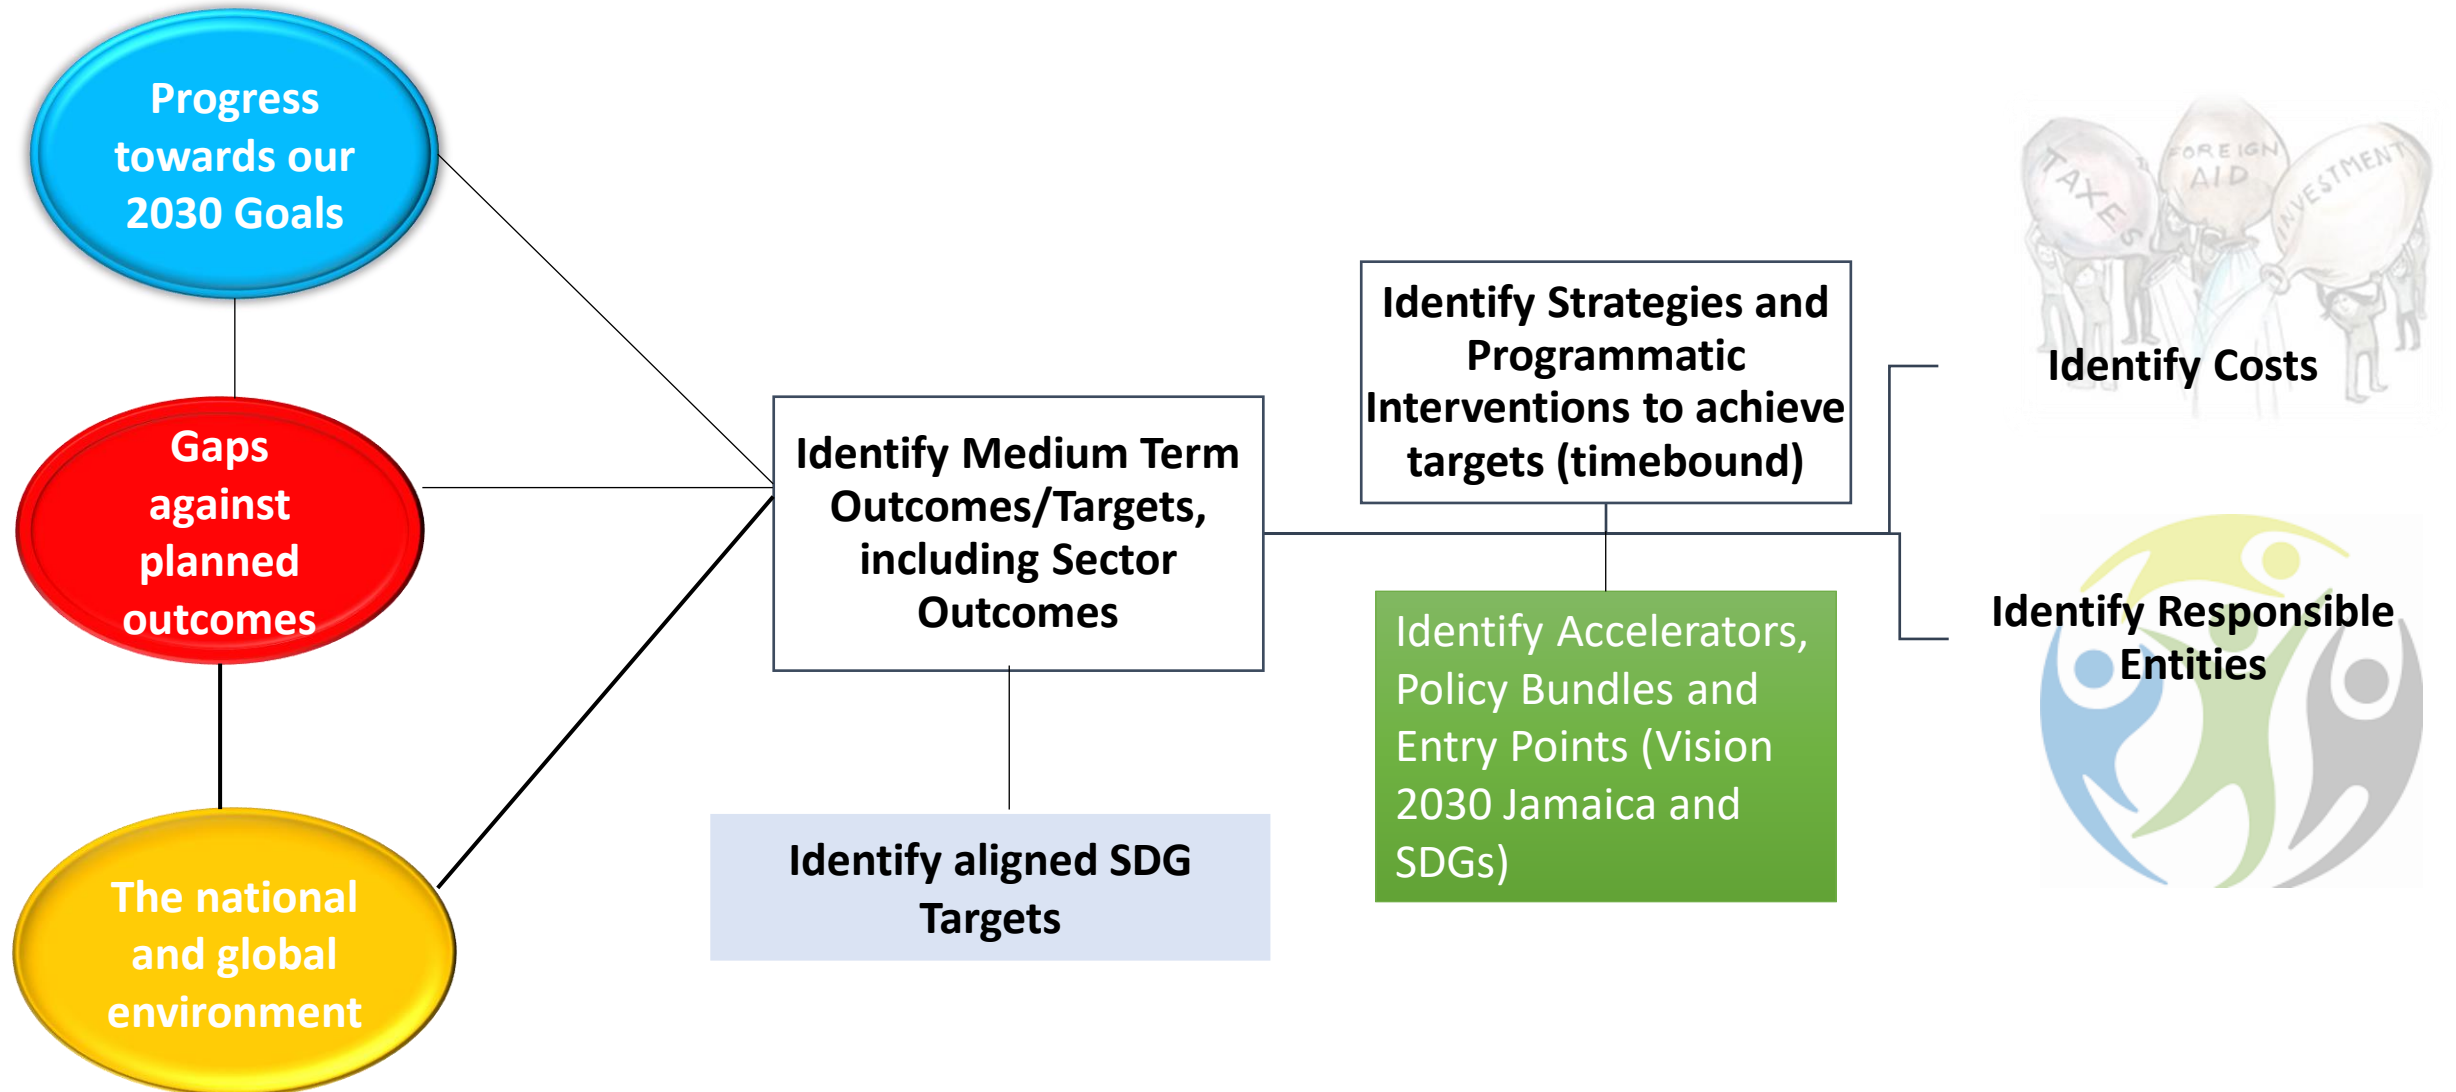 Progress
towards our
2030 Goals
Gaps
against
planned
outcomes
The national
and global
environment
Identify Medium Term
Outcomes/Targets,
including Sector
Outcomes
Identify aligned SDG
Targets
Identify Strategies and
Programmatic
Interventions to achieve
targets (timebound)
Identify Accelerators,
Policy Bundles and
Entry Points (Vision
2030 Jamaica and
SDGs)
TAXES
FOREIGN
AID
INVESTMENT
Identify Costs
Identify Responsible
Entities